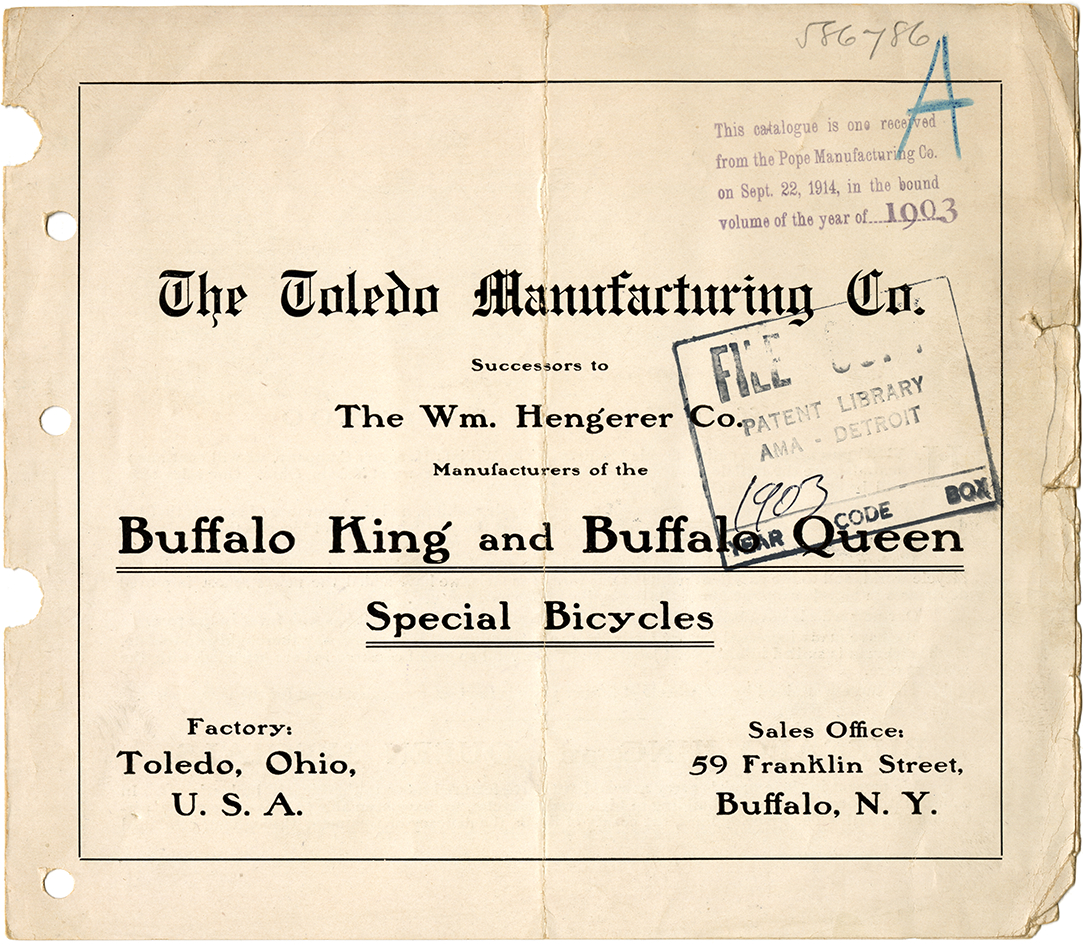 586786
A
This catalogue is one received
from the Pope Manufacturing Co.
on Sept. 22, 1914, in the bound
volume of the year of....1903
The Toledo Manufacturing Co.
Successors to
The Wm. Hengerer Co.
Manufacturers of the
Buffalo King and Buffalo Queen
Special Bicycles
FILE COPY
PATENT LIBRARY
AMA - DETROIT
1903
YEAR CODE BOX
Factory:
Toledo, Ohio,
U. S. A.
Sales Office:
59 Franklin Street,
Buffalo, N. Y.